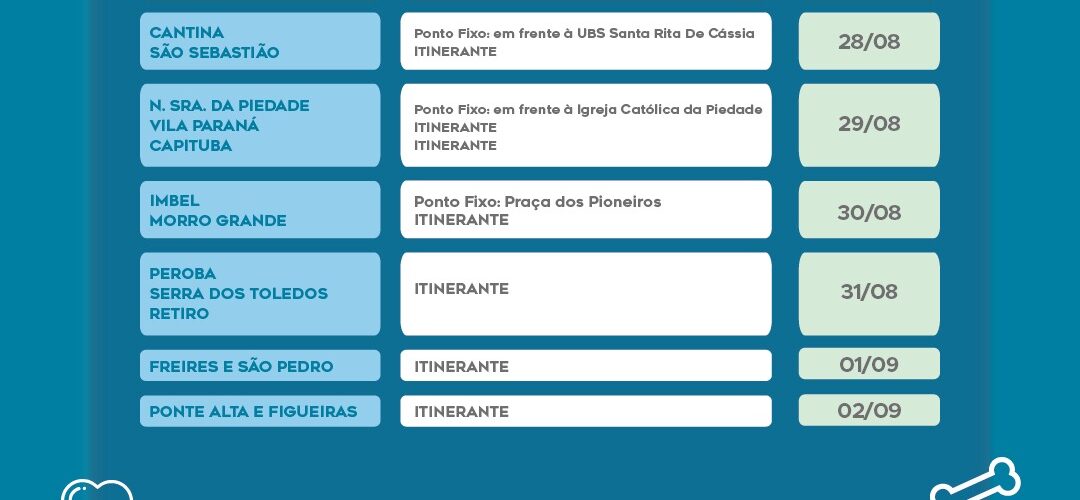 CANTINA
SÃO SEBASTIÃO
Ponto Fixo: em frente à UBS Santa Rita De Cássia
ITINERANTE
28/08
N. SRA. DA PIEDADE
VILA PARANÁ
CAPITUBA
Ponto Fixo: em frente à Igreja Católica da Piedade
ITINERANTE
ITINERANTE
29/08
IMBEL
MORRO GRANDE
Ponto Fixo: Praça dos Pioneiros
ITINERANTE
30/08
PEROBA
SERRA DOS TOLEDOS
RETIRO
ITINERANTE
31/08
FREIRES E SÃO PEDRO
ITINERANTE
01/09
PONTE ALTA E FIGUEIRAS
ITINERANTE
02/09